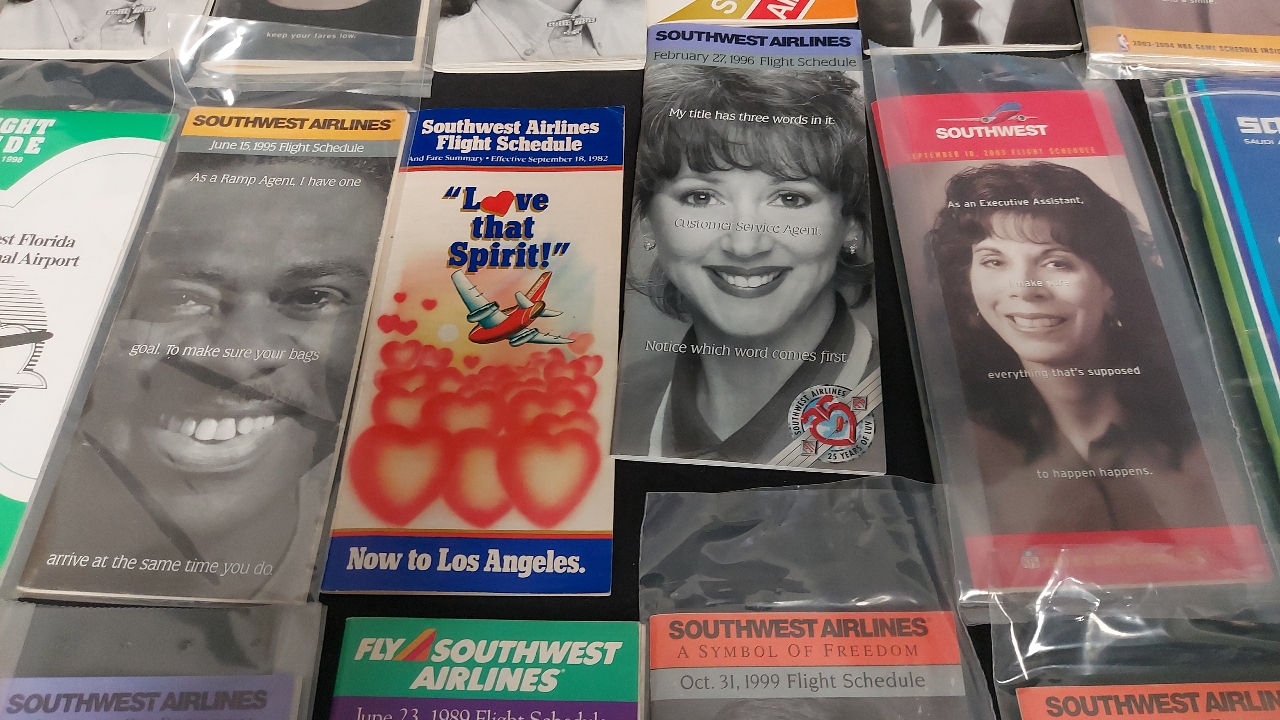 keep your fares low.
and a smile.
2003-2004 NBA GAME SCHEDULE INSIDE
1998
est Florida
nal Airport
SOUTHWEST AIRLINES®
June 15, 1995 Flight Schedule
As a Ramp Agent, I have one
goal. To make sure your bags
arrive at the same time you do.
Southwest Airlines
Flight Schedule
And Fare Summary • Effective September 18, 1982
"Love
that
Spirit!"
Now to Los Angeles.
SOUTHWEST AIRLINES®
February 27, 1996 Flight Schedule
My title has three words in it:
Customer Service Agent.
Notice which word comes first.
SOUTHWEST AIRLINES
25 YEARS OF LUV
SOUTHWEST
SEPTEMBER 16, 2003 FLIGHT SCHEDULE
As an Executive Assistant,
I make sure
everything that's supposed
to happen happens.
SAUDI
SOUTHWEST AIRLINES
FLY SOUTHWEST
AIRLINES®
June 23, 1989 Flight Schedule
SOUTHWEST AIRLINES®
A SYMBOL OF FREEDOM
Oct. 31, 1999 Flight Schedule
SOUTHWEST AIRLINES